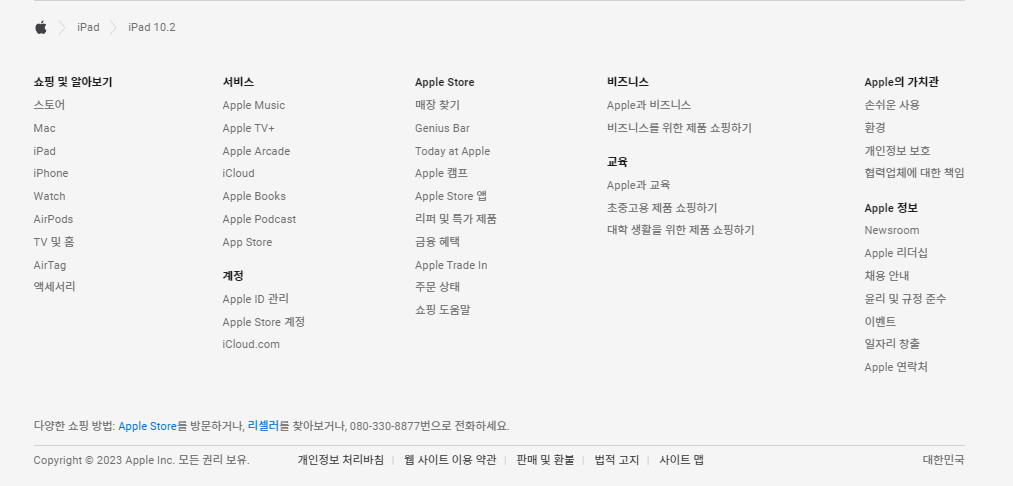 iPad iPad 10.2
쇼핑 및 알아보기
스토어
Mac
iPad
iPhone
Watch
AirPods
TV 및 홈
AirTag
액세서리
서비스
Apple Music
Apple TV+
Apple Arcade
iCloud
Apple Books
Apple Podcast
App Store
계정
Apple ID 관리
Apple Store 계정
iCloud.com
Apple Store
매장 찾기
Genius Bar
Today at Apple
Apple 캠프
Apple Store 앱
리퍼 및 특가 제품
금융 혜택
Apple Trade In
주문 상태
쇼핑 도움말
비즈니스
Apple과 비즈니스
비즈니스를 위한 제품 쇼핑하기
교육
Apple과 교육
초중고용 제품 쇼핑하기
대학 생활을 위한 제품 쇼핑하기
Apple의 가치관
손쉬운 사용
환경
개인정보 보호
협력업체에 대한 책임
Apple 정보
Newsroom
Apple 리더십
채용 안내
윤리 및 규정 준수
이벤트
일자리 창출
Apple 연락처
다양한 쇼핑 방법: Apple Store를 방문하거나, 리셀러를 찾아보거나, 080-330-8877번으로 전화하세요.
Copyright © 2023 Apple Inc. 모든 권리 보유. 개인정보 처리방침 | 웹 사이트 이용 약관 | 판매 및 환불 | 법적 고지 | 사이트 맵 대한민국